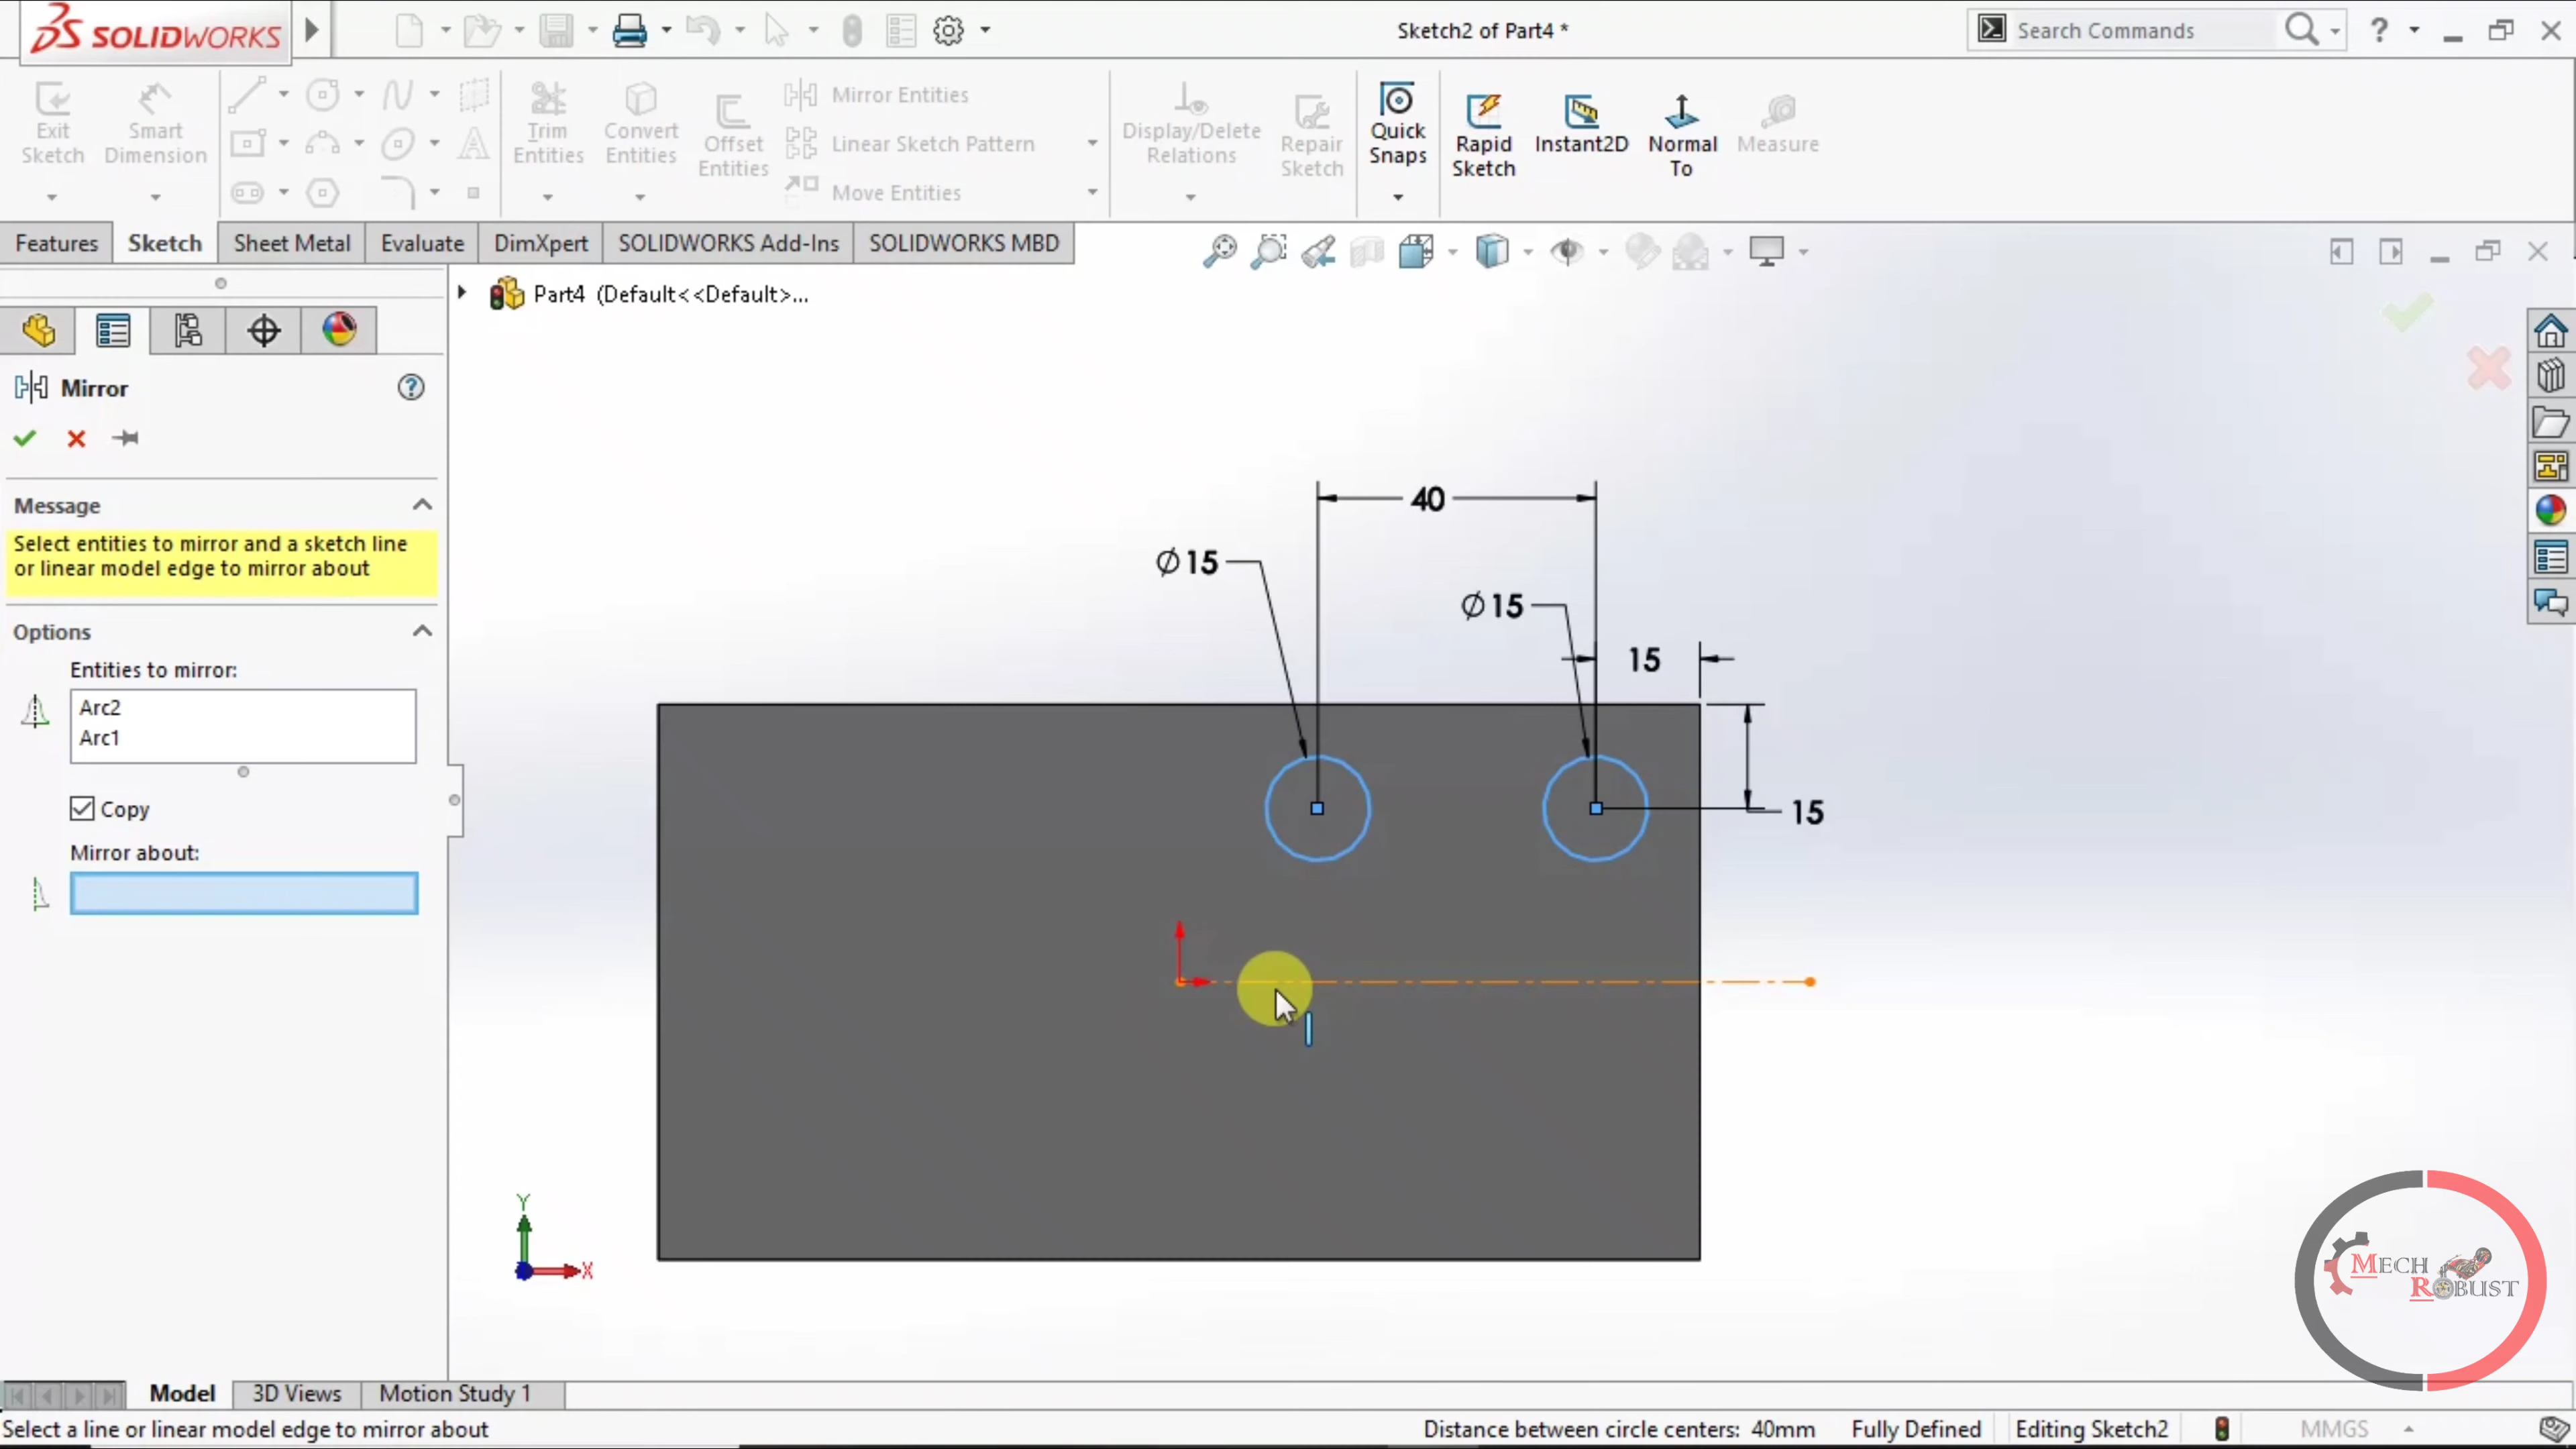 SOLIDWORKS
Sketch2 of Part4 *
Search Commands
?
Exit
Sketch
Smart
Dimension
Trim
Entities
Convert
Entities
Offset
Entities
Mirror Entities
Linear Sketch Pattern
Move Entities
Display/Delete
Relations
Repair
Sketch
Quick
Snaps
Rapid
Sketch
Instant2D
Normal
To
Measure
Features
Sketch
Sheet Metal
Evaluate
DimXpert
SOLIDWORKS Add-Ins
SOLIDWORKS MBD
Part4 (Default<<Default>...
Mirror
?
Message
Select entities to mirror and a sketch line
or linear model edge to mirror about
Options
Entities to mirror:
Arc2
Arc1
Copy
Mirror about:
40
∅15
∅15
15
15
Y
X
MECH
ROBUST
Model
3D Views
Motion Study 1
Select a line or linear model edge to mirror about
Distance between circle centers: 40mm
Fully Defined
Editing Sketch2
MMGS